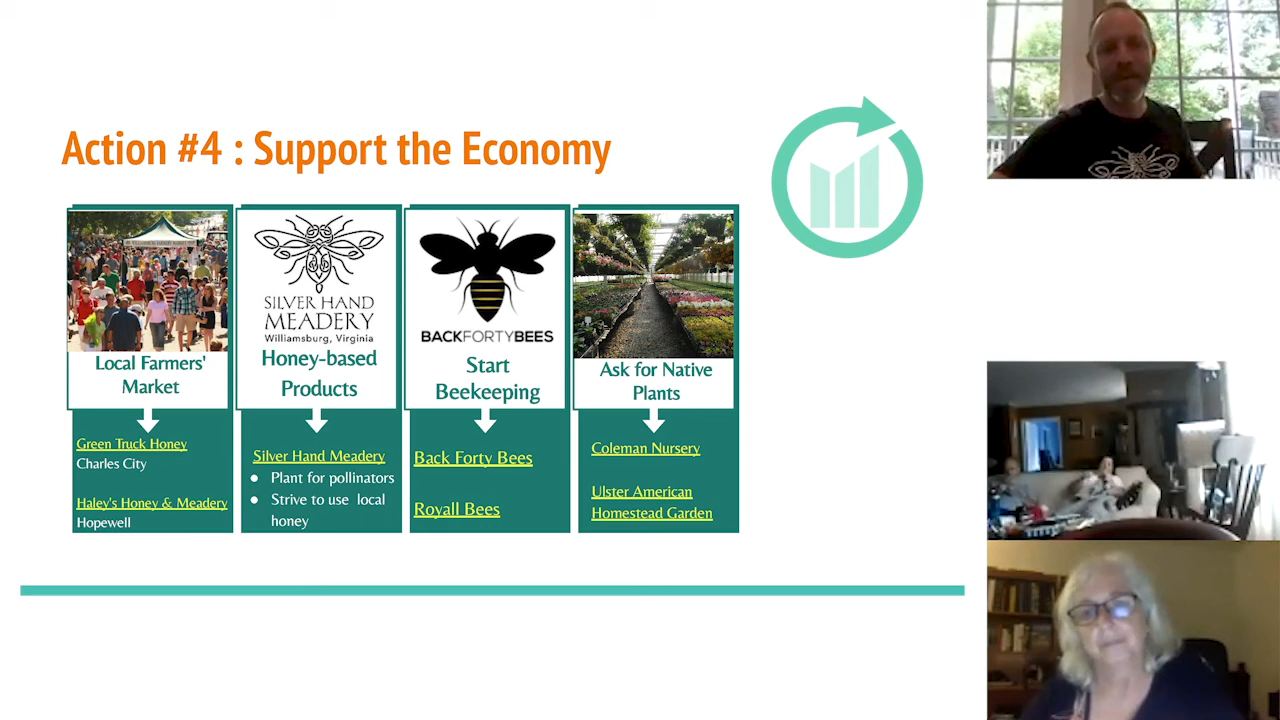 Action #4 : Support the Economy
SILVER HAND
MEADERY
Williamsburg, Virginia
BACKFORTYBEES
Local Farmers'
Market
Honey-based
Products
Start
Beekeeping
Ask for Native
Plants
Green Truck Honey
Charles City
Haley's Honey & Meadery
Hopewell
Silver Hand Meadery
● Plant for pollinators
● Strive to use local
honey
Back Forty Bees
Royall Bees
Coleman Nursery
Ulster American
Homestead Garden